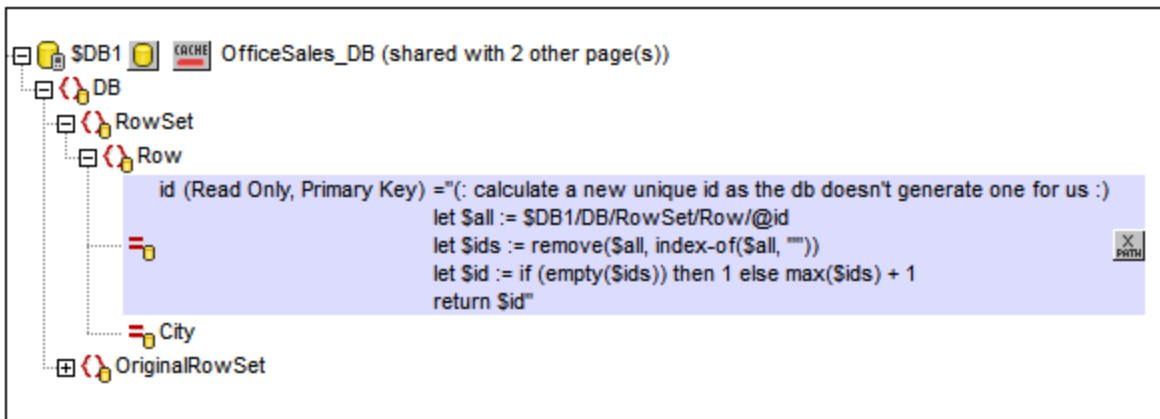 $DB1 CACHE OfficeSales_DB (shared with 2 other page(s))
DB
RowSet
Row
id (Read Only, Primary Key) ="(: calculate a new unique id as the db doesn't generate one for us :)
let $all := $DB1/DB/RowSet/Row/@id
let $ids := remove($all, index-of($all, ""))
let $id := if (empty($ids)) then 1 else max($ids) + 1
return $id"
X PATH
City
OriginalRowSet